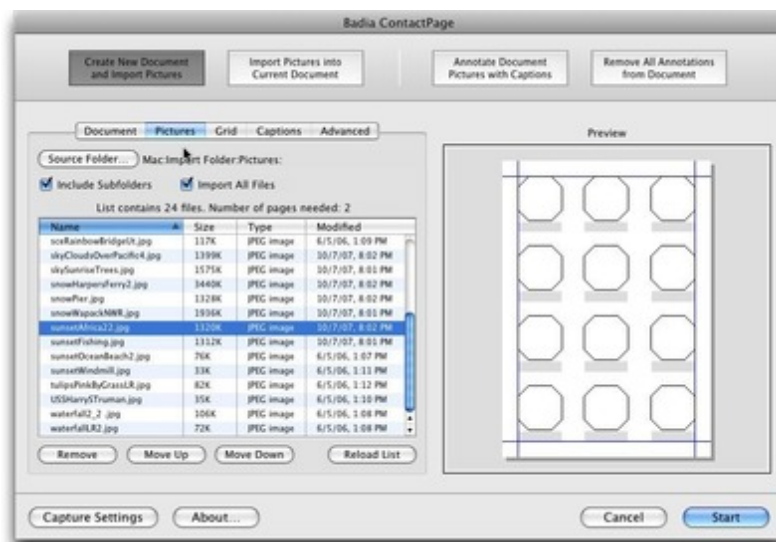 Badia ContactPage
Create New Document and Import Pictures
Import Pictures into Current Document
Annotate Document Pictures with Captions
Remove All Annotations from Document
Document Pictures Grid Captions Advanced
Preview
Source Folder... Mac:Import Folder:Pictures:
Include Subfolders Import All Files
List contains 24 files. Number of pages needed: 2
Name Size Type Modified
sceRainbowBridgeUt.jpg 117K JPEG image 6/5/06, 1:09 PM
skyCloudsOverPacific4.jpg 1399K JPEG image 10/7/07, 8:02 PM
skySunriseTrees.jpg 1575K JPEG image 10/7/07, 8:01 PM
snowHarpersFerry2.jpg 3440K JPEG image 10/7/07, 8:02 PM
snowPier.jpg 1328K JPEG image 10/7/07, 8:02 PM
snowWapackNWR.jpg 1936K JPEG image 10/7/07, 8:01 PM
sunsetAfrica22.jpg 1320K JPEG image 10/7/07, 8:02 PM
sunsetFishing.jpg 1312K JPEG image 10/7/07, 8:02 PM
sunsetOceanBeach2.jpg 76K JPEG image 6/5/06, 1:07 PM
sunsetWindmill.jpg 33K JPEG image 6/5/06, 1:11 PM
tulipsPinkByGrassLR.jpg 82K JPEG image 6/5/06, 1:12 PM
USSHarrySTruman.jpg 35K JPEG image 6/5/06, 1:10 PM
waterfall2_2 .jpg 106K JPEG image 6/5/06, 1:08 PM
waterfallLR2.jpg 72K JPEG image 6/5/06, 1:08 PM
Remove Move Up Move Down Reload List
Capture Settings About... Cancel Start